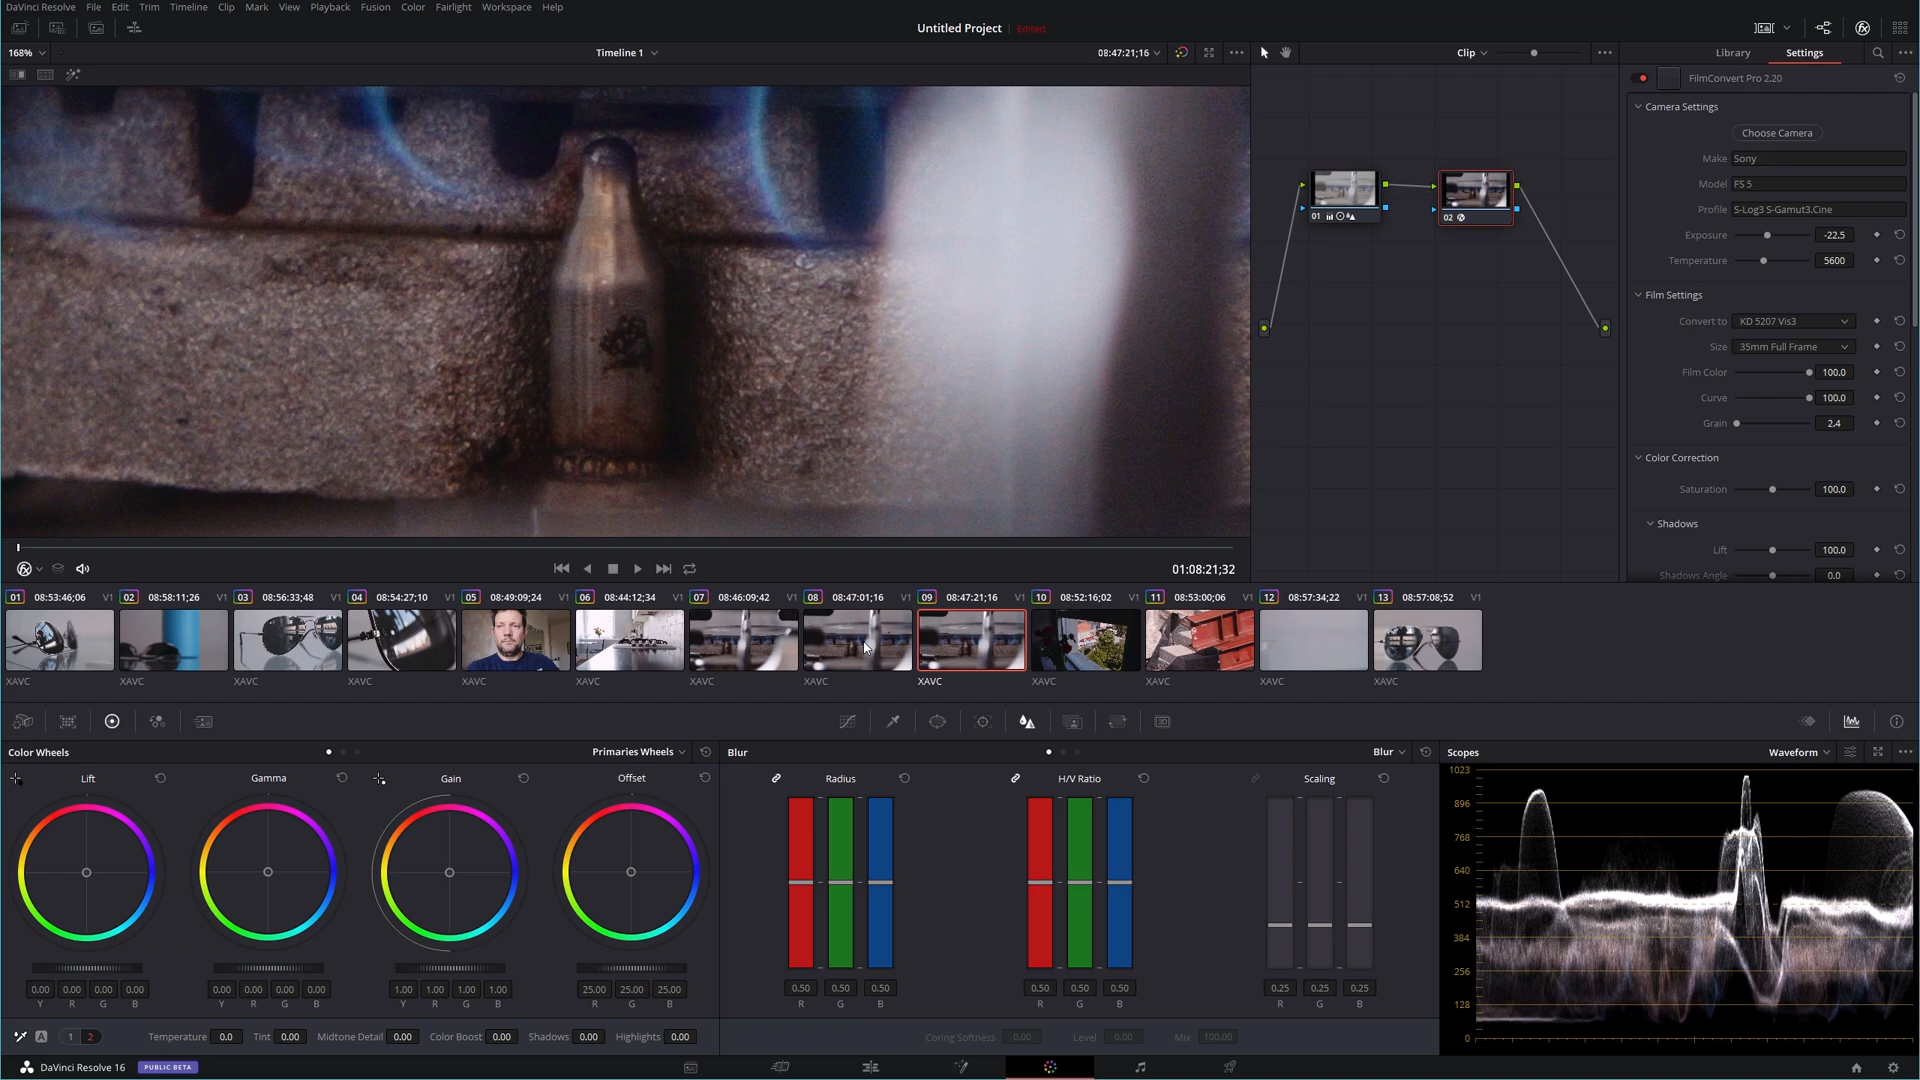 DaVinci Resolve File Edit Trim Timeline Clip Mark View Playback Fusion Color Fairlight Workspace Help
Untitled Project Edited
168% Timeline 1 08:47:21;16 Clip Library Settings
FilmConvert Pro 2.20
Camera Settings
Choose Camera
Make Sony
Model FS 5
Profile S-Log3 S-Gamut3.Cine
Exposure -22.5
Temperature 5600
Film Settings
Convert to KD 5207 Vis3
Size 35mm Full Frame
Film Color 100.0
Curve 100.0
Grain 2.4
Color Correction
Saturation 100.0
Shadows
Lift 100.0
Shadows Angle 0.0
01 02
01:08:21;32
01 08:53:46;06 V1 02 08:58:11;26 V1 03 08:56:33;48 V1 04 08:54:27;10 V1 05 08:49:09;24 V1 06 08:44:12;34 V1 07 08:46:09;42 V1 08 08:47:01;16 V1 09 08:47:21;16 V1 10 08:52:16;02 V1 11 08:53:00;06 V1 12 08:57:34;22 V1 13 08:57:08;52 V1
XAVC XAVC XAVC XAVC XAVC XAVC XAVC XAVC XAVC XAVC XAVC XAVC XAVC
Color Wheels Primaries Wheels Blur Blur Scopes Waveform
Lift Gamma Gain Offset Radius H/V Ratio Scaling
1023
896
768
640
512
384
256
128
0
0.00 0.00 0.00 0.00 0.00 0.00 0.00 0.00 1.00 1.00 1.00 1.00 25.00 25.00 25.00 0.50 0.50 0.50 0.50 0.50 0.50 0.25 0.25 0.25
Y R G B Y R G B Y R G B R G B R G B R G B R G B
A 1 2 Temperature 0.0 Tint 0.00 Midtone Detail 0.00 Color Boost 0.00 Shadows 0.00 Highlights 0.00 Coring Softness 0.00 Level 0.00 Mix 100.00
DaVinci Resolve 16 PUBLIC BETA